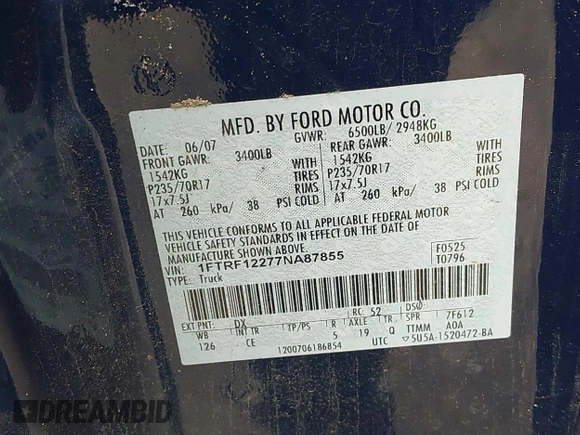 MFD. BY FORD MOTOR CO.
DATE: 06/07 GVWR: 6500LB/ 2948KG
FRONT GAWR: 3400LB REAR GAWR: 3400LB
1542KG 1542KG
P235/70R17 TIRES P235/70R17 TIRES
17x7.5J RIMS 17x7.5J RIMS
AT 260 kPa/ 38 PSI COLD AT 260 kPa/ 38 PSI COLD
THIS VEHICLE CONFORMS TO ALL APPLICABLE FEDERAL MOTOR
VEHICLE SAFETY STANDARDS IN EFFECT ON THE DATE OF
MANUFACTURE SHOWN ABOVE.
VIN: 1FTRF12277NA87855 F0525
TYPE: Truck T0796
EXT PNT: DX RC: 52 DSO:
WB INT TR TP/PS R AXLE TR SPR 7F612
126 CE 5 19 Q TTMM A0A
1200706186854 UTC 5U5A-1520472-BA
DREAMBID